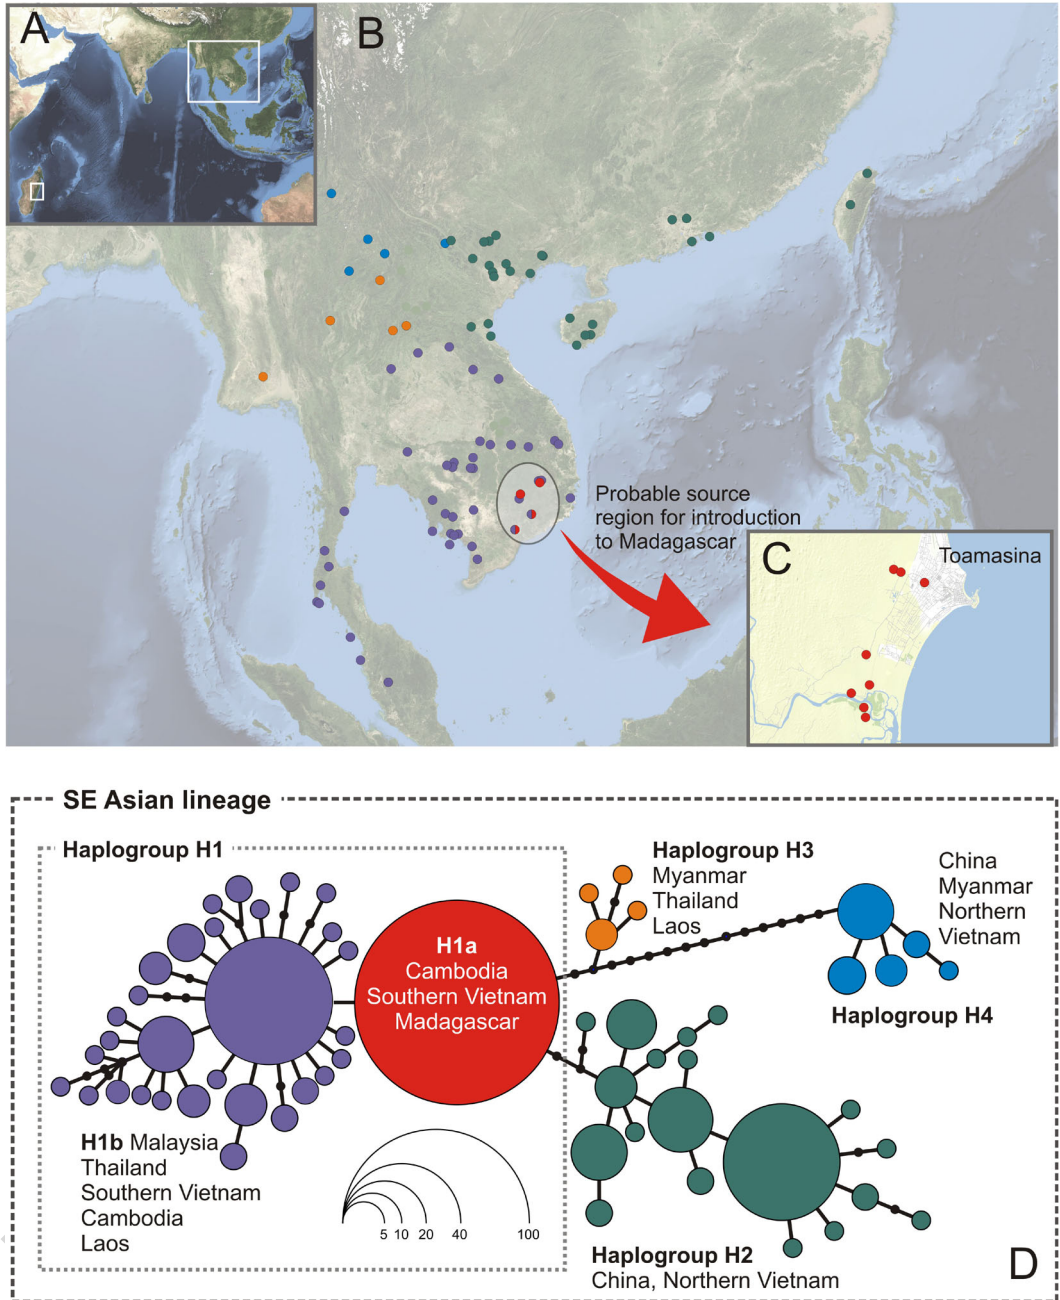 A
B
Probable source
region for introduction
to Madagascar
C
Toamasina
SE Asian lineage
Haplogroup H1
H1a
Cambodia
Southern Vietnam
Madagascar
H1b Malaysia
Thailand
Southern Vietnam
Cambodia
Laos
5 10 20 40 100
Haplogroup H3
Myanmar
Thailand
Laos
China
Myanmar
Northern
Vietnam
Haplogroup H4
Haplogroup H2
China, Northern Vietnam
D